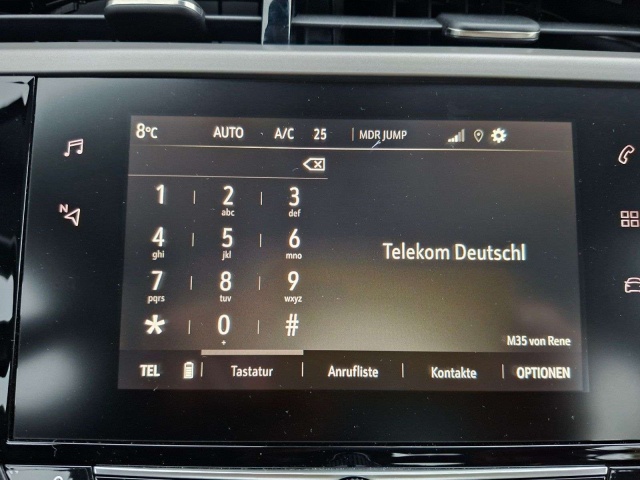 8°C AUTO A/C 25 MDR JUMP
1 2 3
abc def
4 5 6
ghi jkl mno
Telekom Deutschl
7 8 9
pqrs tuv wxyz
* 0 #
+
M35 von Rene
TEL Tastatur Anrufliste Kontakte OPTIONEN
N